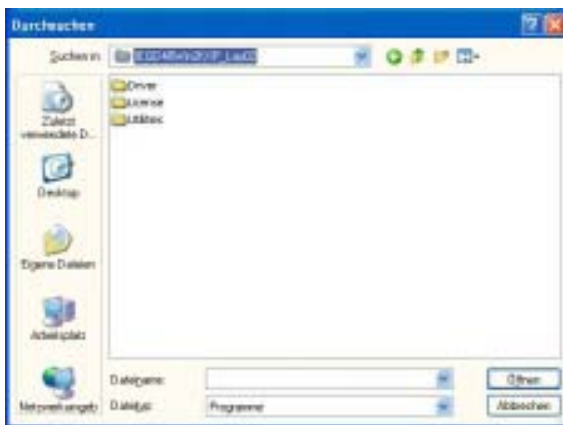 Durchsuchen
Suchen in:
Driver
License
Utilities
Zuletzt
verwendete D...
Desktop
Eigene Dateien
Arbeitsplatz
Netzwerkumgeb
Dateiname:
Öffnen
Dateityp:
Programme
Abbrechen